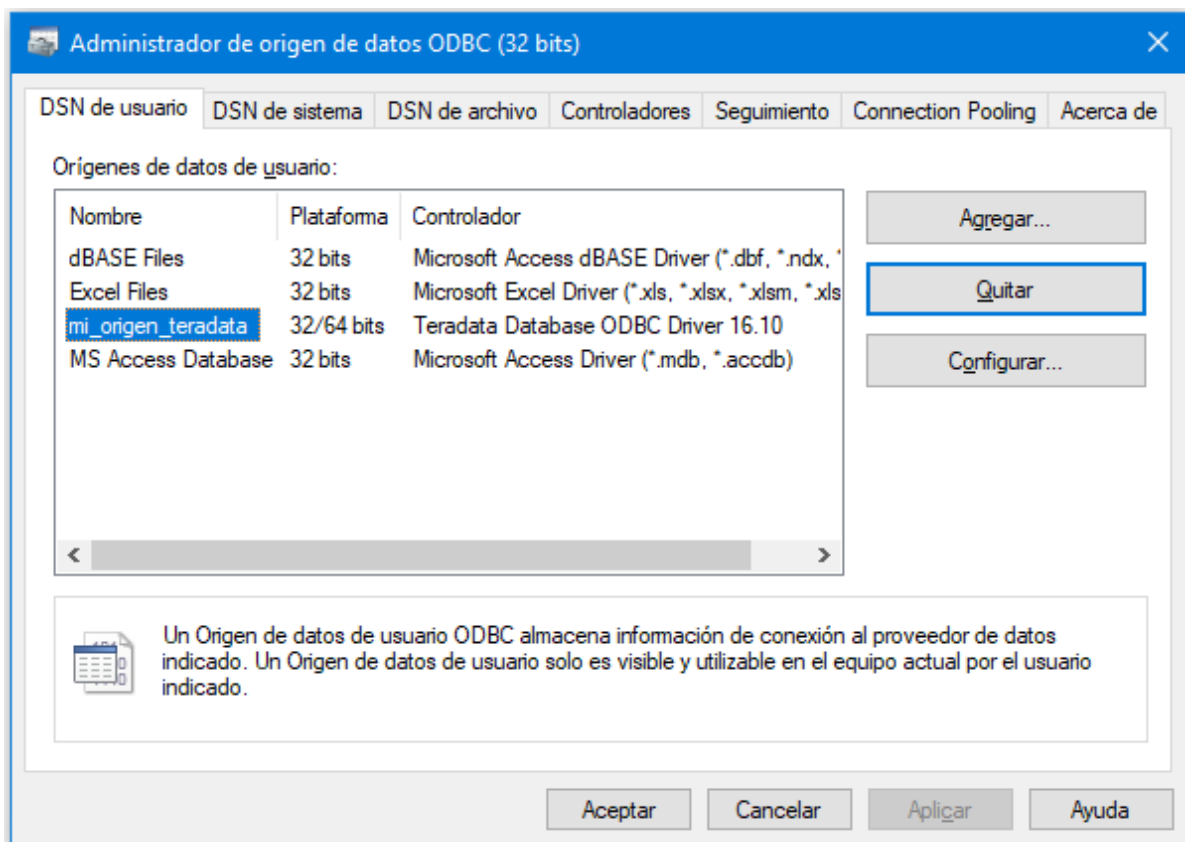 Administrador de origen de datos ODBC (32 bits)
DSN de usuario DSN de sistema DSN de archivo Controladores Seguimiento Connection Pooling Acerca de
Orígenes de datos de usuario:
Nombre Plataforma Controlador
dBASE Files 32 bits Microsoft Access dBASE Driver (*.dbf, *.ndx, *
Excel Files 32 bits Microsoft Excel Driver (*.xls, *.xlsx, *.xlsm, *.xls
mi_origen_teradata 32/64 bits Teradata Database ODBC Driver 16.10
MS Access Database 32 bits Microsoft Access Driver (*.mdb, *.accdb)
Agregar...
Quitar
Configurar...
Un Origen de datos de usuario ODBC almacena información de conexión al proveedor de datos
indicado. Un Origen de datos de usuario solo es visible y utilizable en el equipo actual por el usuario
indicado.
Aceptar Cancelar Aplicar Ayuda